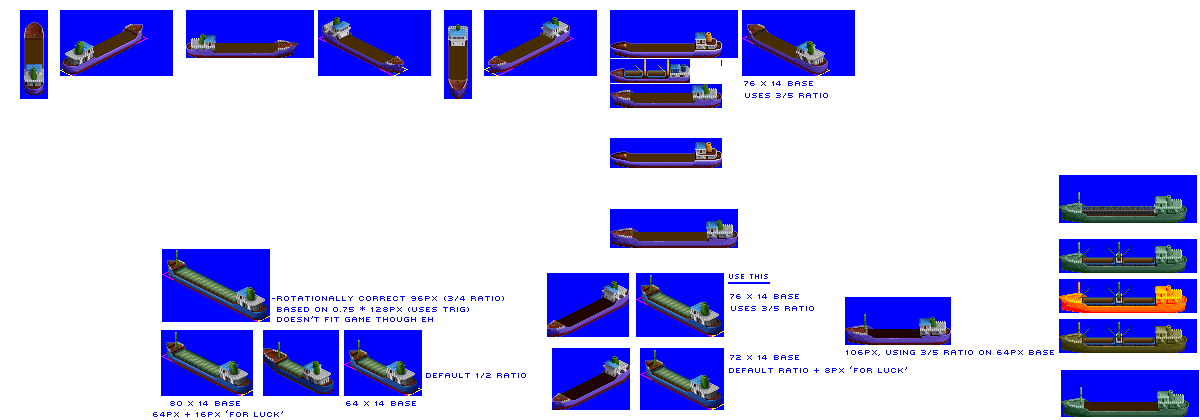 76 X 14 BASE
USES 3/5 RATIO
USE THIS
-ROTATIONALLY CORRECT 96PX (3/4 RATIO)
BASED ON 0.75 * 128PX (USES TRIG)
DOESN'T FIT GAME THOUGH EH
76 X 14 BASE
USES 3/5 RATIO
106PX, USING 3/5 RATIO ON 64PX BASE
72 X 14 BASE
DEFAULT RATIO + 8PX 'FOR LUCK'
DEFAULT 1/2 RATIO
80 X 14 BASE
64PX + 16PX 'FOR LUCK'
64 X 14 BASE